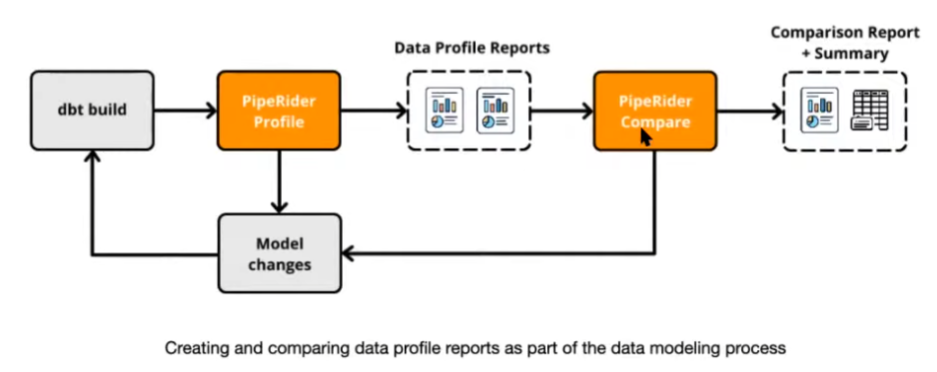 Comparison Report
+ Summary
Data Profile Reports
dbt build
PipeRider
Profile
PipeRider
Compare
Model
changes
Creating and comparing data profile reports as part of the data modeling process